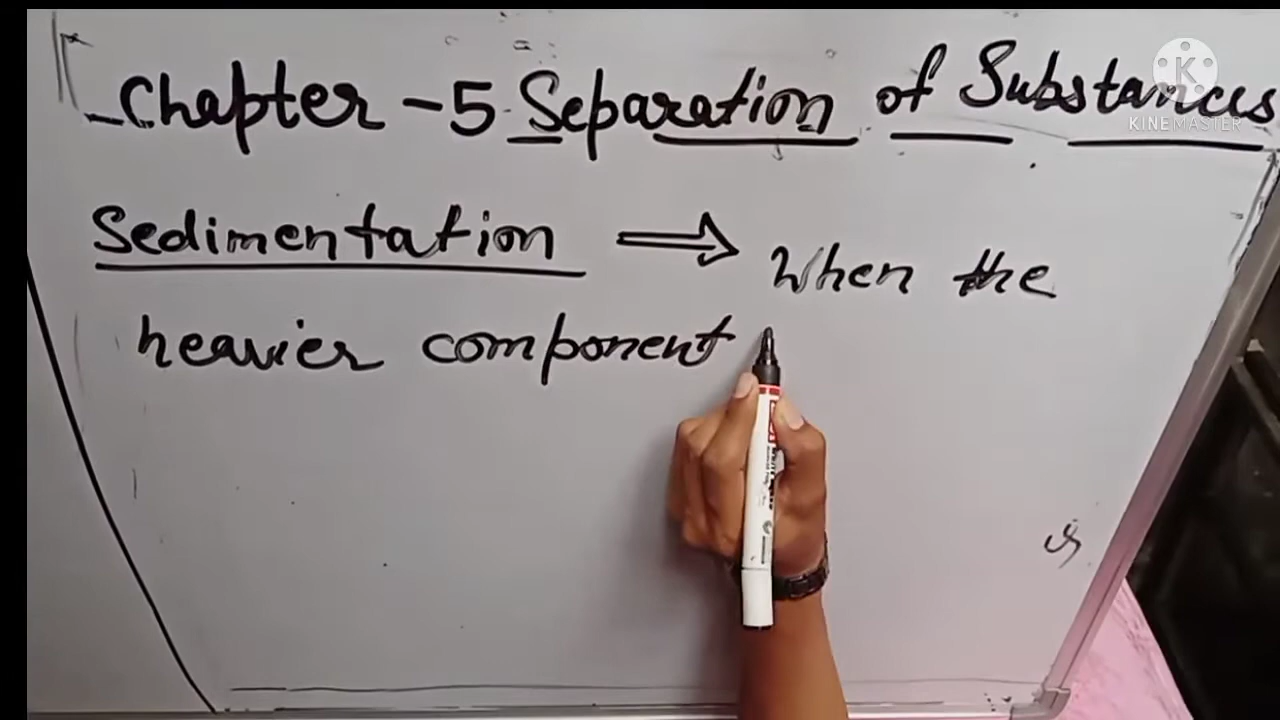 Chapter - 5 Separation of Substances
KINEMASTER
Sedimentation ⇒ When the
heavier component